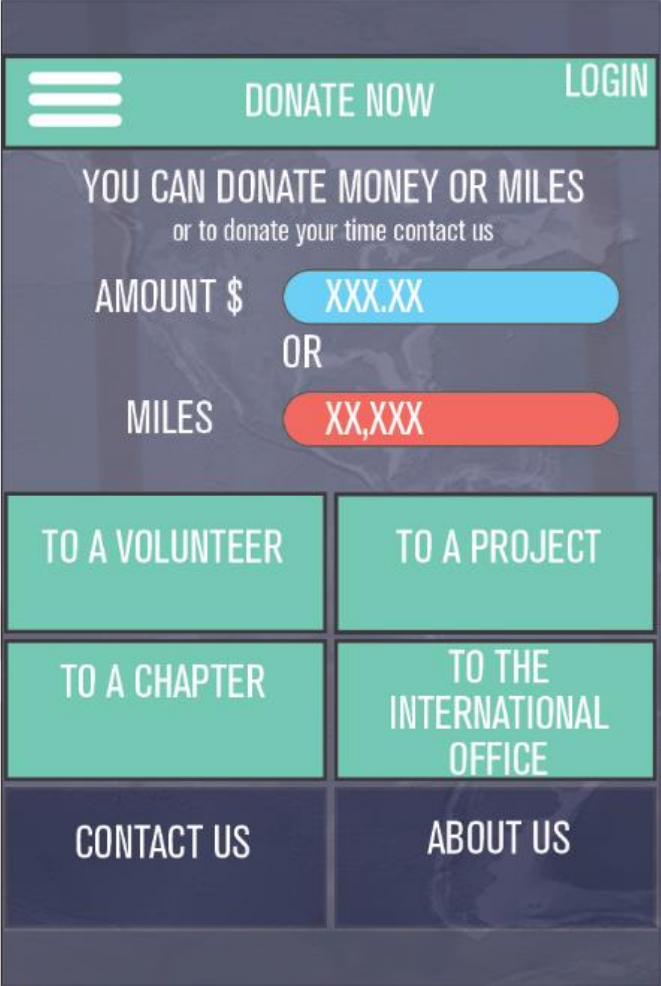 DONATE NOW
LOGIN
YOU CAN DONATE MONEY OR MILES
or to donate your time contact us
AMOUNT $ XXX.XX
OR
MILES XX,XXX
TO A VOLUNTEER
TO A PROJECT
TO A CHAPTER
TO THE
INTERNATIONAL
OFFICE
CONTACT US
ABOUT US